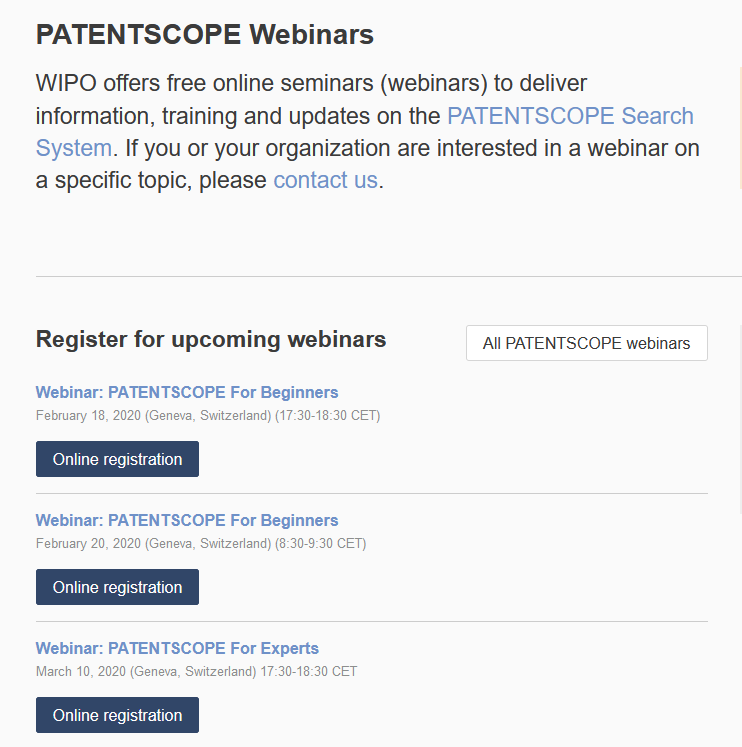 PATENTSCOPE Webinars
WIPO offers free online seminars (webinars) to deliver
information, training and updates on the PATENTSCOPE Search
System. If you or your organization are interested in a webinar on
a specific topic, please contact us.
Register for upcoming webinars
All PATENTSCOPE webinars
Webinar: PATENTSCOPE For Beginners
February 18, 2020 (Geneva, Switzerland) (17:30-18:30 CET)
Online registration
Webinar: PATENTSCOPE For Beginners
February 20, 2020 (Geneva, Switzerland) (8:30-9:30 CET)
Online registration
Webinar: PATENTSCOPE For Experts
March 10, 2020 (Geneva, Switzerland) 17:30-18:30 CET
Online registration